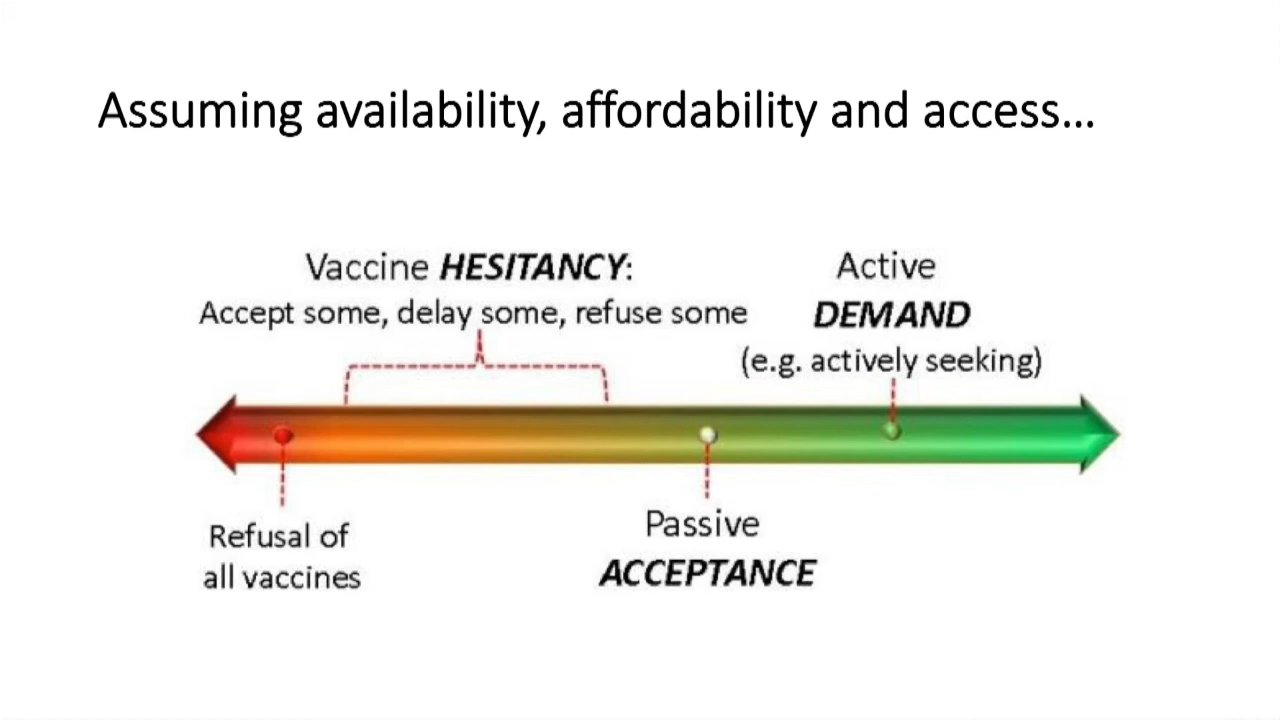 Assuming availability, affordability and access...
Vaccine HESITANCY:
Accept some, delay some, refuse some
Active
DEMAND
(e.g. actively seeking)
Refusal of
all vaccines
Passive
ACCEPTANCE